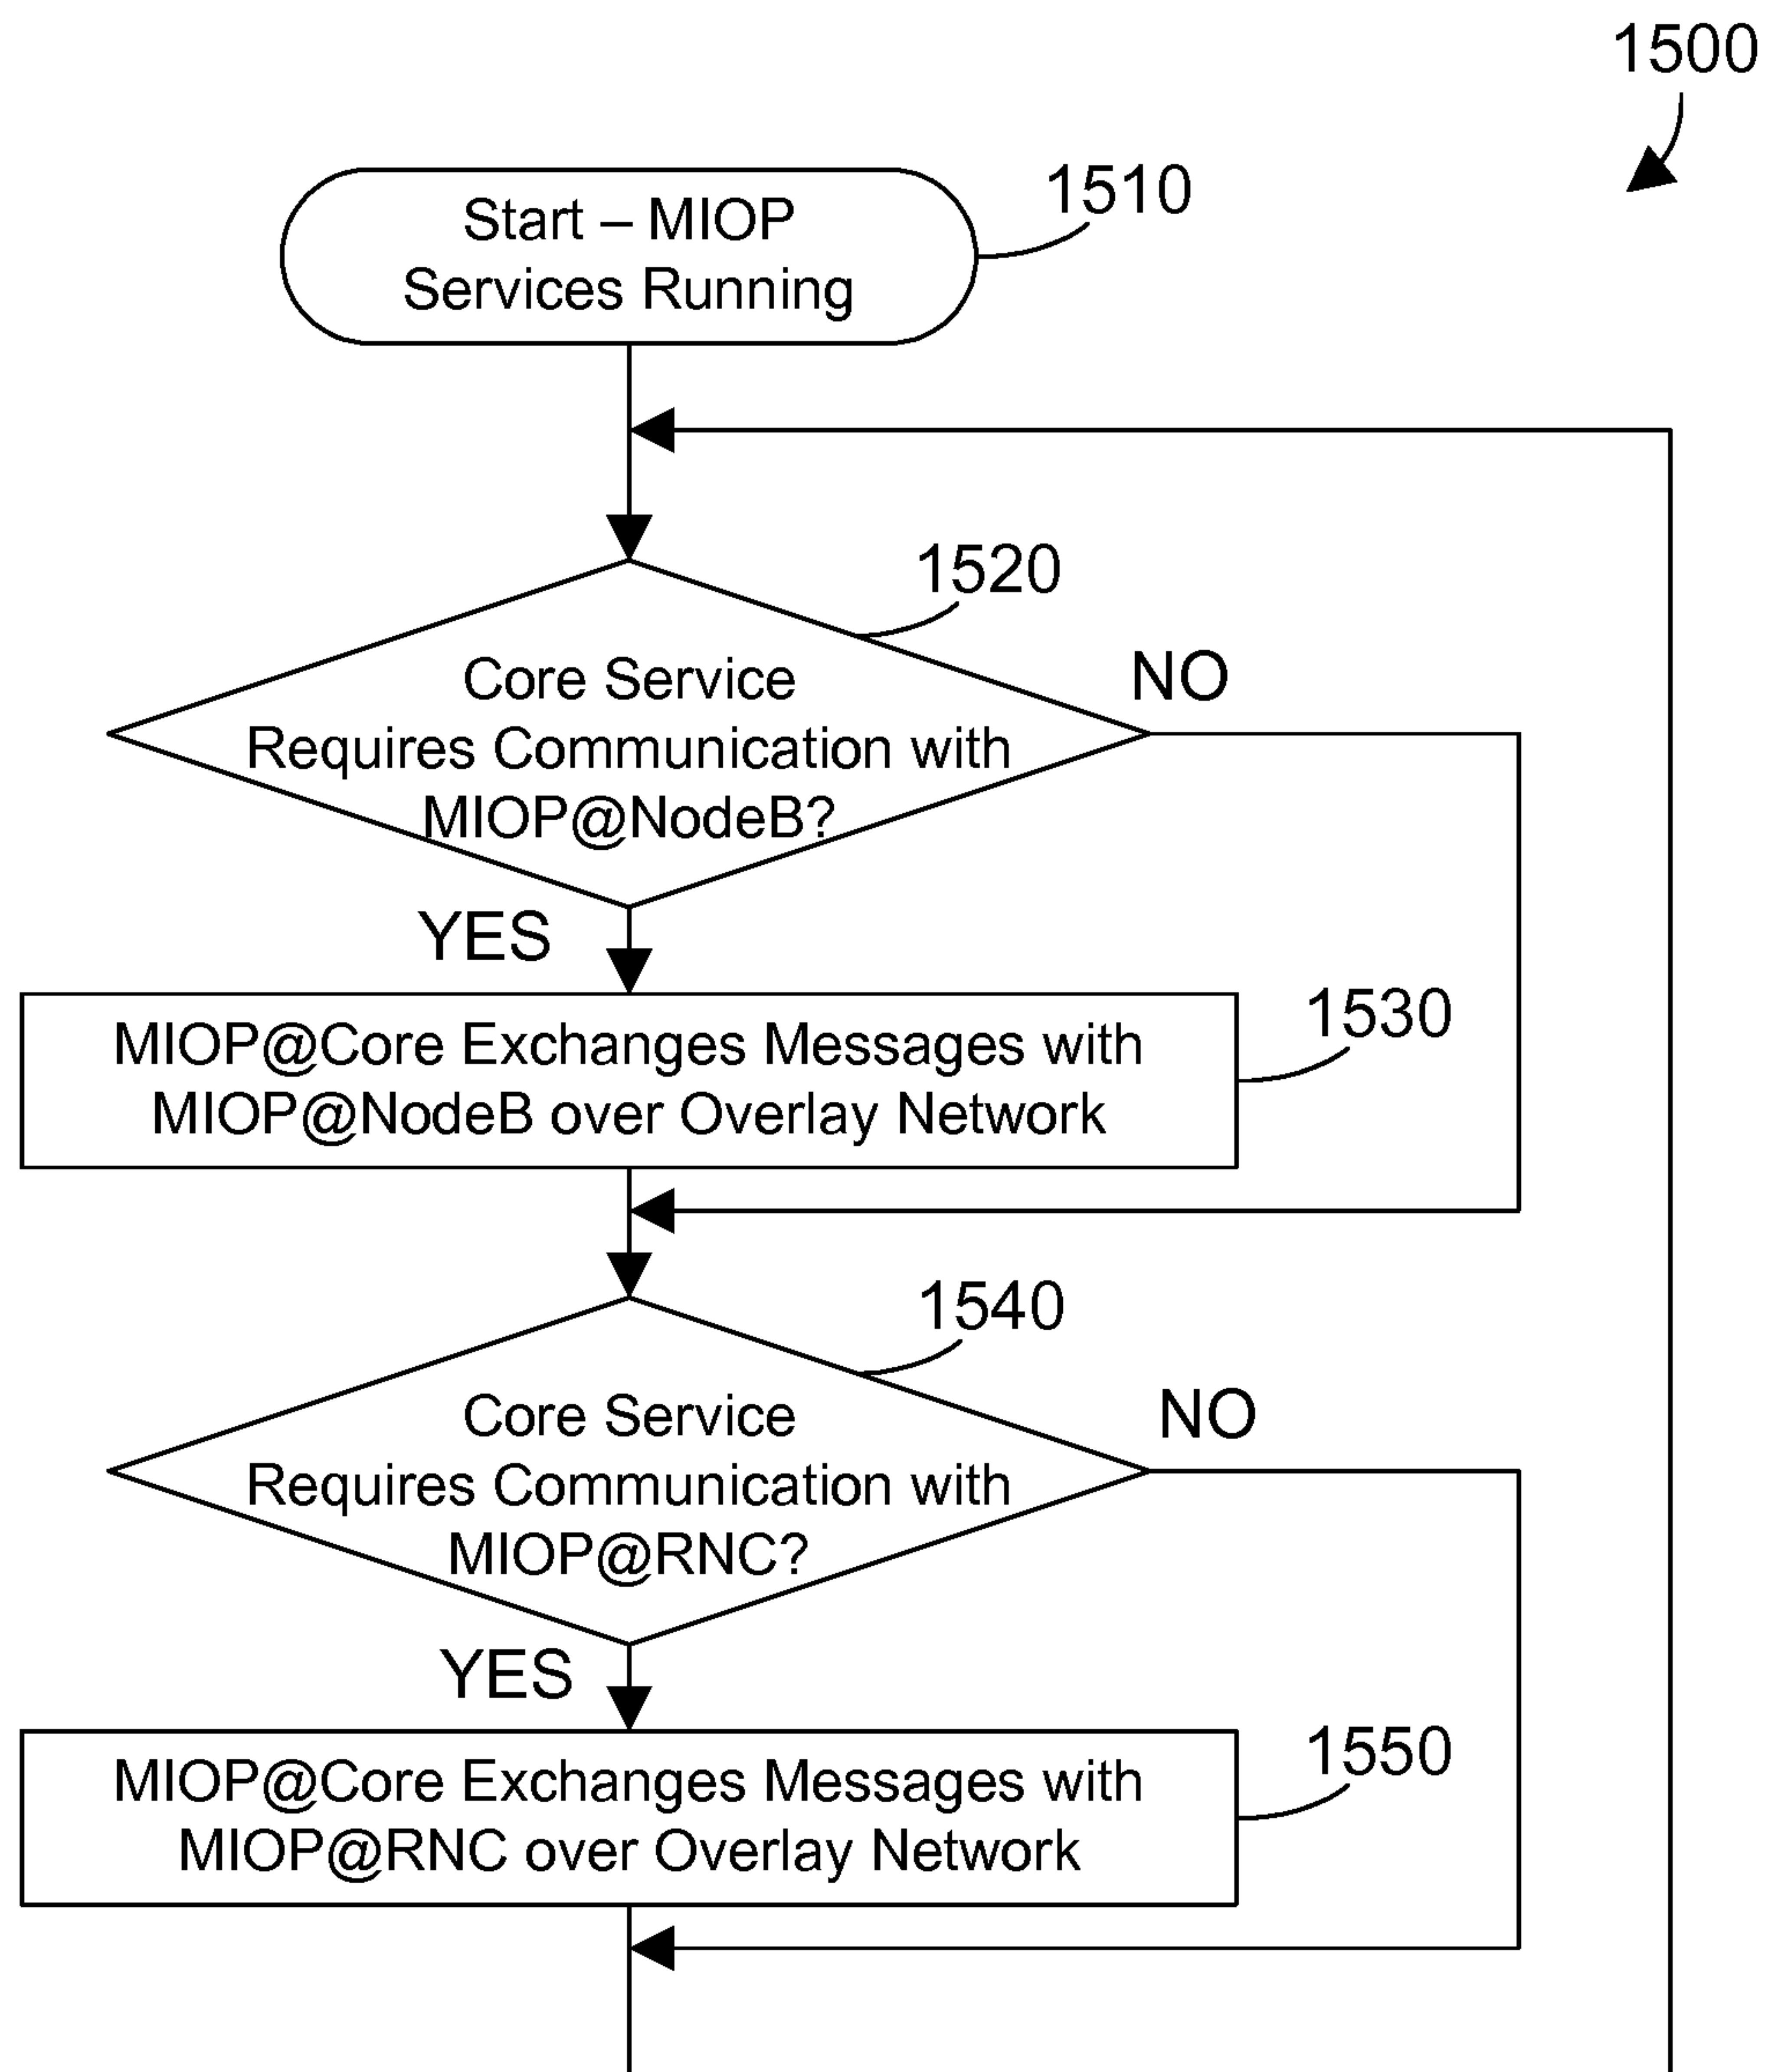 1500
1510
Start – MIOP
Services Running
1520
Core Service
Requires Communication with
MIOP@NodeB?
NO
YES
1530
MIOP@Core Exchanges Messages with
MIOP@NodeB over Overlay Network
1540
Core Service
Requires Communication with
MIOP@RNC?
NO
YES
1550
MIOP@Core Exchanges Messages with
MIOP@RNC over Overlay Network